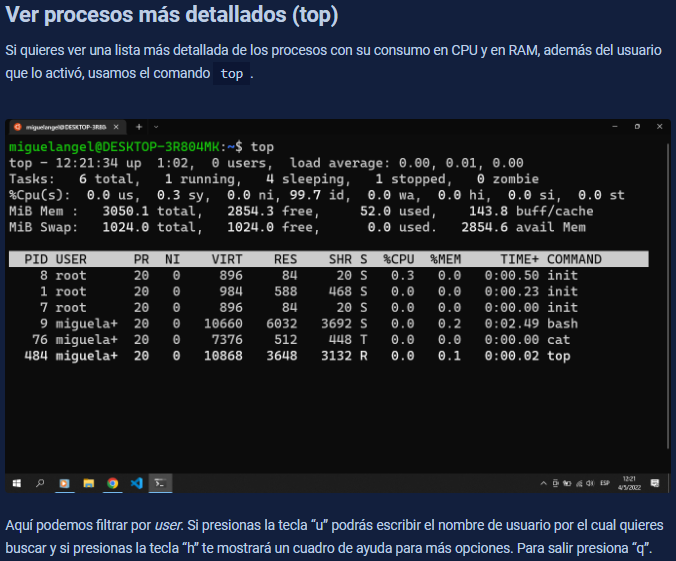 Ver procesos más detallados (top)
Si quieres ver una lista más detallada de los procesos con su consumo en CPU y en RAM, además del usuario
que lo activó, usamos el comando top .
miguelangel@DESKTOP-3R804
miguelangel@DESKTOP-3R804MK:~$ top
top - 12:21:34 up  1:02,  0 users,  load average: 0.00, 0.01, 0.00
Tasks:   6 total,   1 running,   4 sleeping,   1 stopped,   0 zombie
%Cpu(s):  0.0 us,  0.3 sy,  0.0 ni, 99.7 id,  0.0 wa,  0.0 hi,  0.0 si,  0.0 st
MiB Mem :   3050.1 total,   2854.3 free,     52.0 used,    143.8 buff/cache
MiB Swap:   1024.0 total,   1024.0 free,      0.0 used.   2854.6 avail Mem
PID USER      PR  NI    VIRT    RES    SHR S  %CPU  %MEM     TIME+ COMMAND
8 root      20   0     896     84     20 S   0.3   0.0   0:00.50 init
1 root      20   0     984    588    468 S   0.0   0.0   0:00.23 init
7 root      20   0     896     84     20 S   0.0   0.0   0:00.00 init
9 miguela+  20   0   10660   6032   3692 S   0.0   0.2   0:02.49 bash
76 miguela+  20   0    7376    512    448 T   0.0   0.0   0:00.00 cat
484 miguela+  20   0   10868   3648   3132 R   0.0   0.1   0:00.02 top
ESP
12:21
4/5/2022
Aquí podemos filtrar por user. Si presionas la tecla “u” podrás escribir el nombre de usuario por el cual quieres
buscar y si presionas la tecla “h” te mostrará un cuadro de ayuda para más opciones. Para salir presiona “q”.